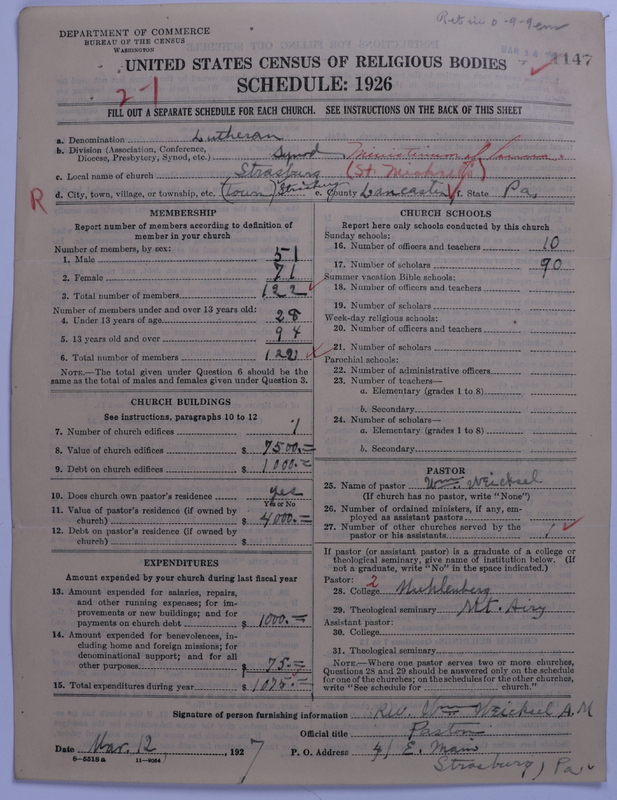 Ret in 0-9-9em
DEPARTMENT OF COMMERCE
BUREAU OF THE CENSUS
WASHINGTON
1147
UNITED STATES CENSUS OF RELIGIOUS BODIES
SCHEDULE: 1926
2-1
FILL OUT A SEPARATE SCHEDULE FOR EACH CHURCH. SEE INSTRUCTIONS ON THE BACK OF THIS SHEET
a. Denomination Lutheran
b. Division (Association, Conference, Diocese, Presbytery, Synod, etc.) Synod Ministerium of
c. Local name of church Strasburg (St. Michael's)
R d. City, town, village, or township, etc. (Town) Strasburg e. County Lancaster f. State Pa.
MEMBERSHIP
Report number of members according to definition of
member in your church
Number of members, by sex:
1. Male 51
2. Female 71
3. Total number of members 122
Number of members under and over 13 years old:
4. Under 13 years of age 28
5. 13 years old and over 94
6. Total number of members 122
NOTE.—The total given under Question 6 should be the
same as the total of males and females given under Question 3.
CHURCH BUILDINGS
See instructions, paragraphs 10 to 12
7. Number of church edifices 1
8. Value of church edifices $ 7500.=
9. Debt on church edifices $ 1000.=
10. Does church own pastor's residence yes
Yes or No
11. Value of pastor's residence (if owned by
church) $ 4000.=
12. Debt on pastor's residence (if owned by
church) $
EXPENDITURES
Amount expended by your church during last fiscal year
13. Amount expended for salaries, repairs,
and other running expenses; for im-
provements or new buildings; and for
payments on church debt $ 1000.=
14. Amount expended for benevolences, in-
cluding home and foreign missions; for
denominational support; and for all
other purposes $ 75.=
15. Total expenditures during year $ 1075.=
CHURCH SCHOOLS
Report here only schools conducted by this church
Sunday schools:
16. Number of officers and teachers 10
17. Number of scholars 90
Summer vacation Bible schools:
18. Number of officers and teachers
19. Number of scholars
Week-day religious schools:
20. Number of officers and teachers
21. Number of scholars
Parochial schools:
22. Number of administrative officers
23. Number of teachers—
a. Elementary (grades 1 to 8)
b. Secondary
24. Number of scholars—
a. Elementary (grades 1 to 8)
b. Secondary
PASTOR
25. Name of pastor Wm. Weicksel
(If church has no pastor, write "None")
26. Number of ordained ministers, if any, em-
ployed as assistant pastors
27. Number of other churches served by the
pastor or his assistants 1
If pastor (or assistant pastor) is a graduate of a college or
theological seminary, give name of institution below. (If
not a graduate, write "No" in the space indicated.)
Pastor: 2
28. College Muhlenberg
29. Theological seminary Mt. Airy
Assistant pastor:
30. College
31. Theological seminary
NOTE.—Where one pastor serves two or more churches,
Questions 28 and 29 should be answered only on the schedule
for one of the churches; on the schedules for the other churches,
write "See schedule for church."
Signature of person furnishing information Rev. Wm Weicksel A.M
Official title Pastor
Date Mar. 12, 1927 P. O. Address 41 E. Main
Strasburg, Pa.
8-5518a 11-9034